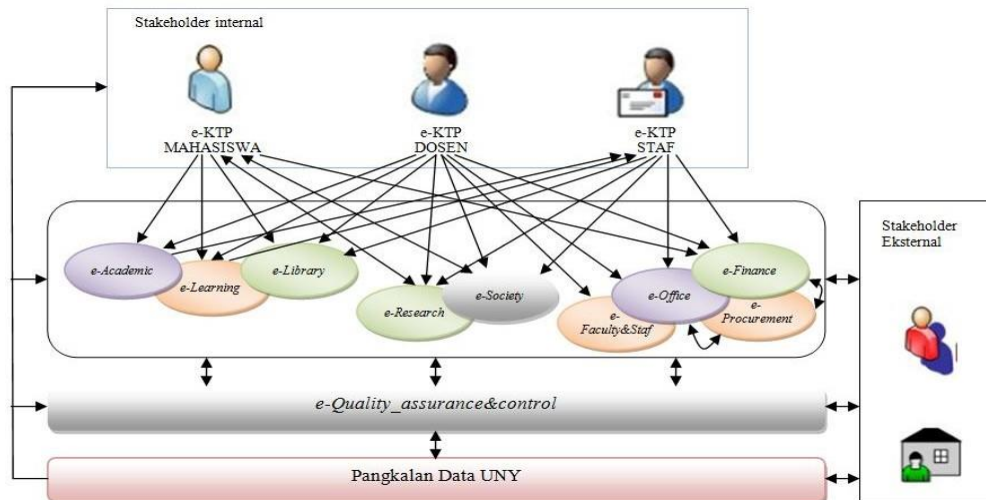 Stakeholder internal
e-KTP
MAHASISWA
e-KTP
DOSEN
e-KTP
STAF
Stakeholder
Eksternal
e-Academic
e-Learning
e-Library
e-Research
e-Society
e-
Faculty&Staf
e-Office
e-Finance
e-
Procurement
e-Quality_assurance&control
Pangkalan Data UNY